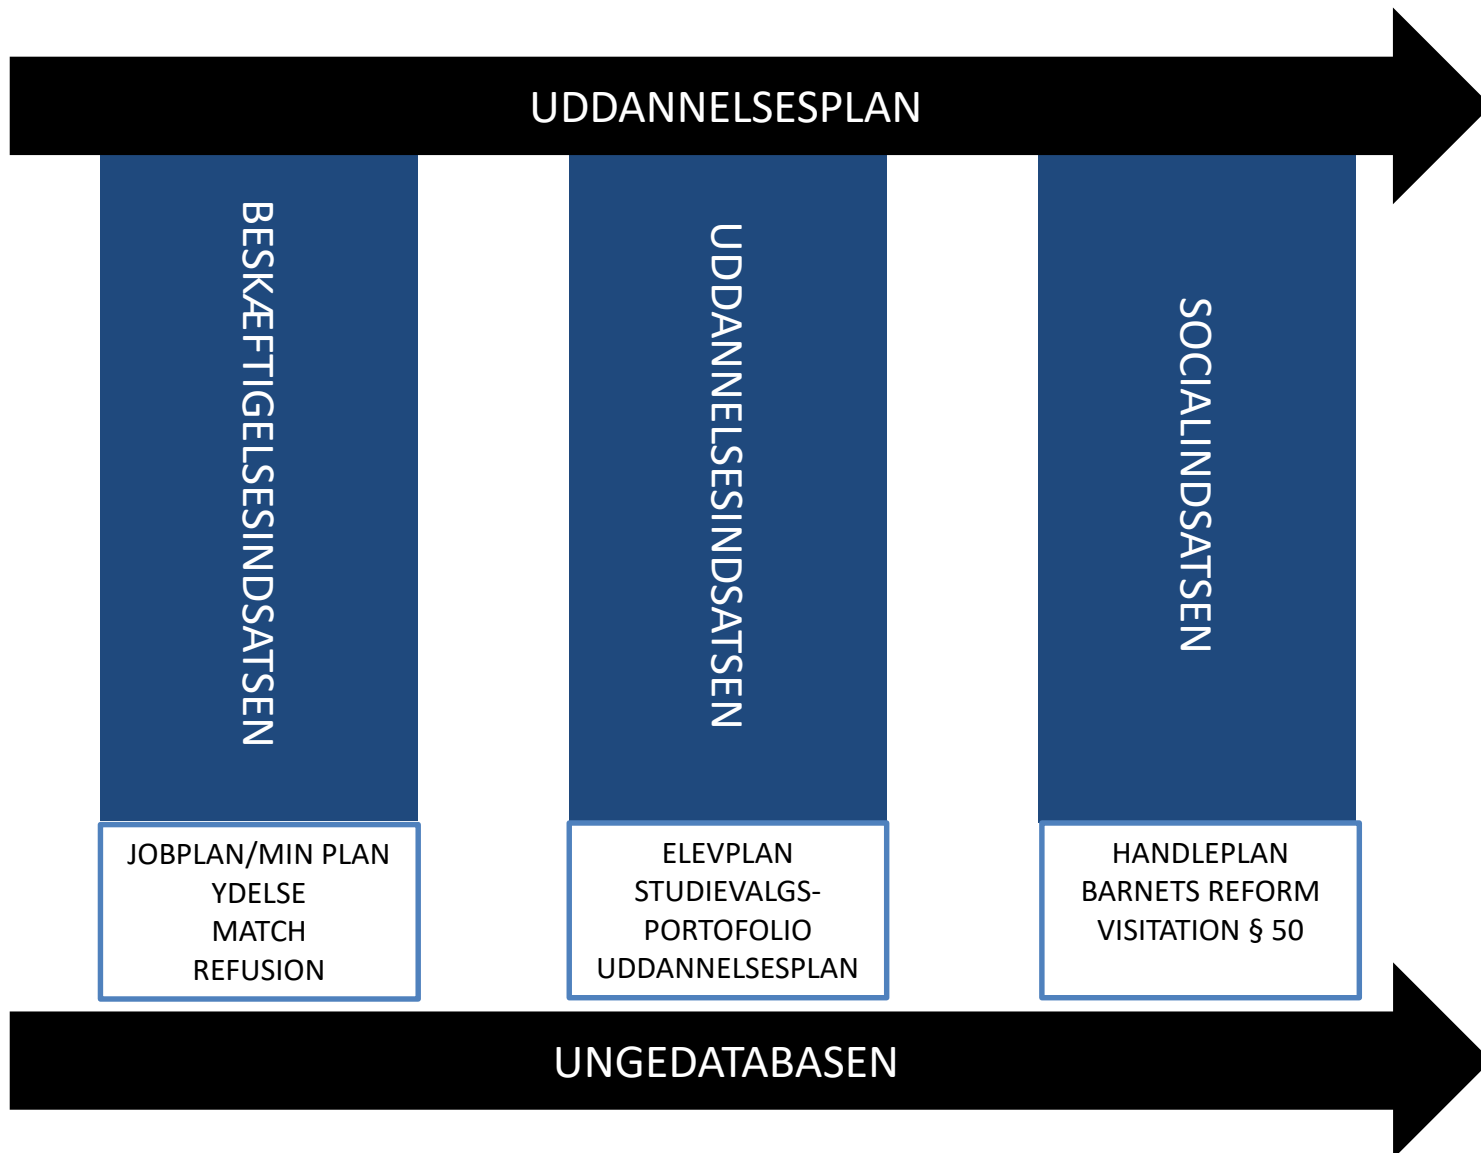 UDDANNELSESPLAN
BESKÆFTIGELSESINDSATSEN
UDDANNELSESINDSATSEN
SOCIALINDSATSEN
JOBPLAN/MIN PLAN
YDELSE
MATCH
REFUSION
ELEVPLAN
STUDIEVALGS-
PORTOFOLIO
UDDANNELSESPLAN
HANDLEPLAN
BARNETS REFORM
VISITATION § 50
UNGEDATABASEN